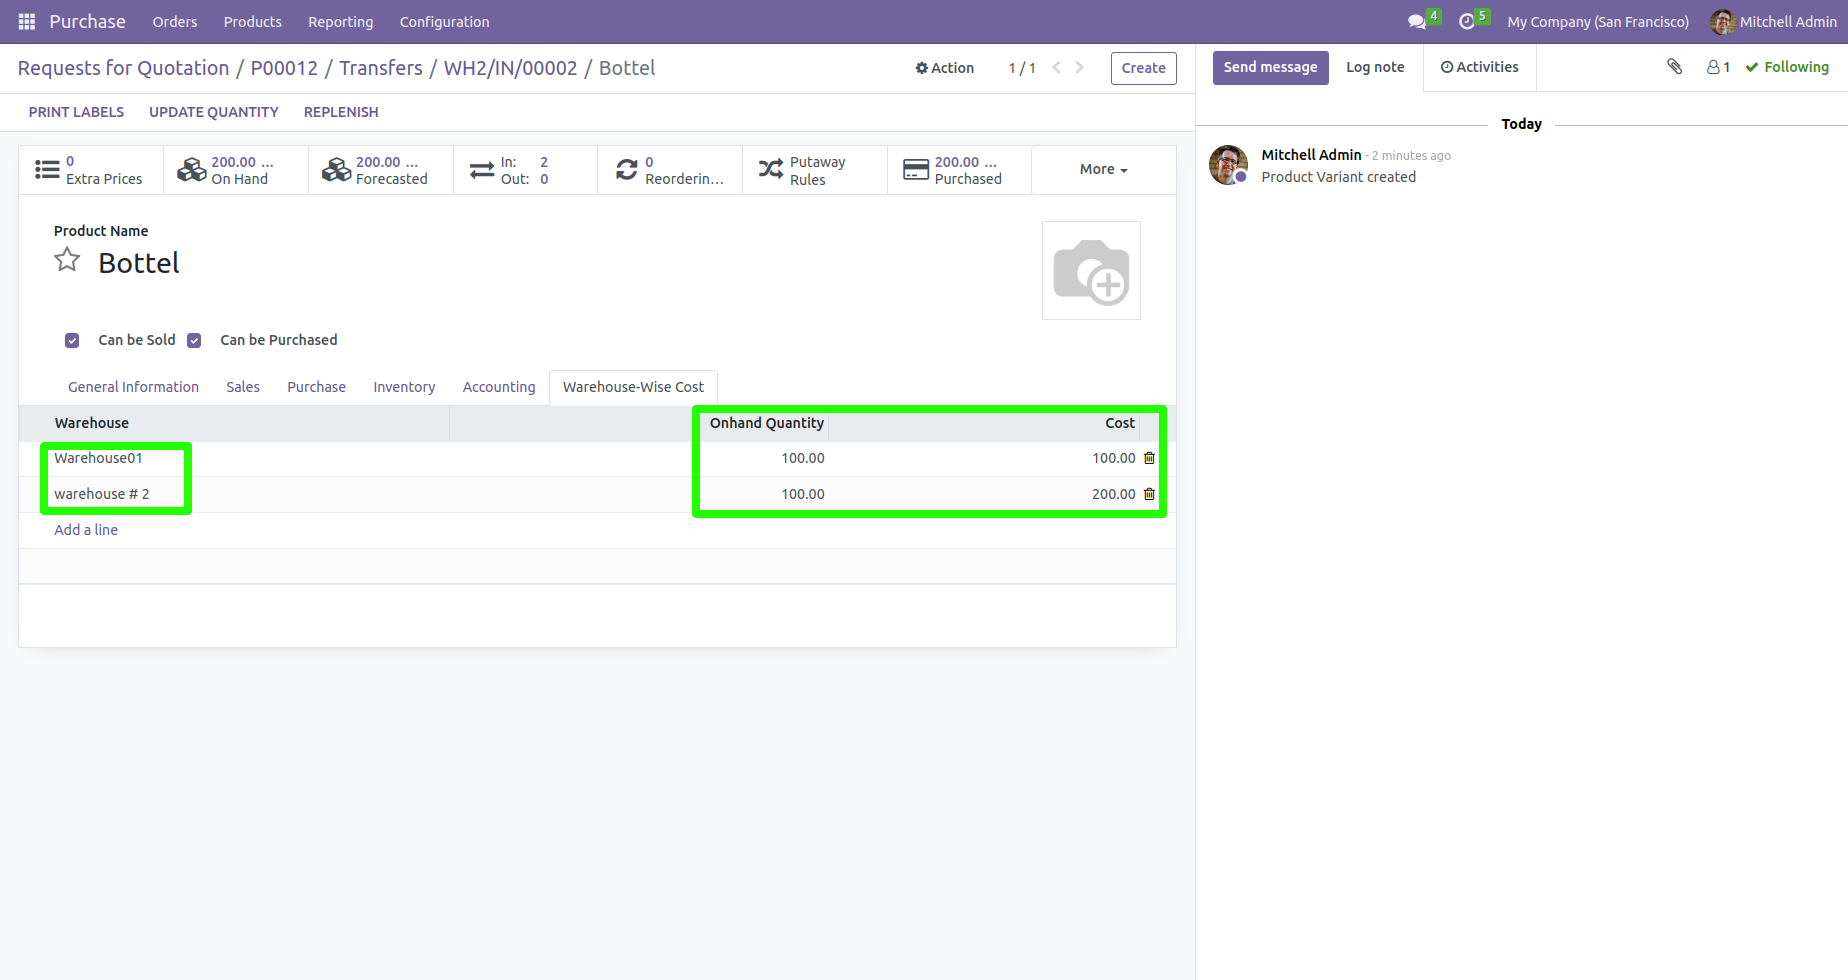 Purchase Orders Products Reporting Configuration 4 5 My Company (San Francisco) Mitchell Admin
Requests for Quotation / P00012 / Transfers / WH2/IN/00002 / Bottel Action 1 / 1 Create
Send message Log note Activities 1 Following
PRINT LABELS UPDATE QUANTITY REPLENISH
Today
0
Extra Prices
200.00 ...
On Hand
200.00 ...
Forecasted
In: 2
Out: 0
0
Reorderin...
Putaway
Rules
200.00 ...
Purchased
More
Mitchell Admin - 2 minutes ago
Product Variant created
Product Name
Bottel
Can be Sold Can be Purchased
General Information Sales Purchase Inventory Accounting Warehouse-Wise Cost
Warehouse Onhand Quantity Cost
Warehouse01 100.00 100.00
warehouse # 2 100.00 200.00
Add a line